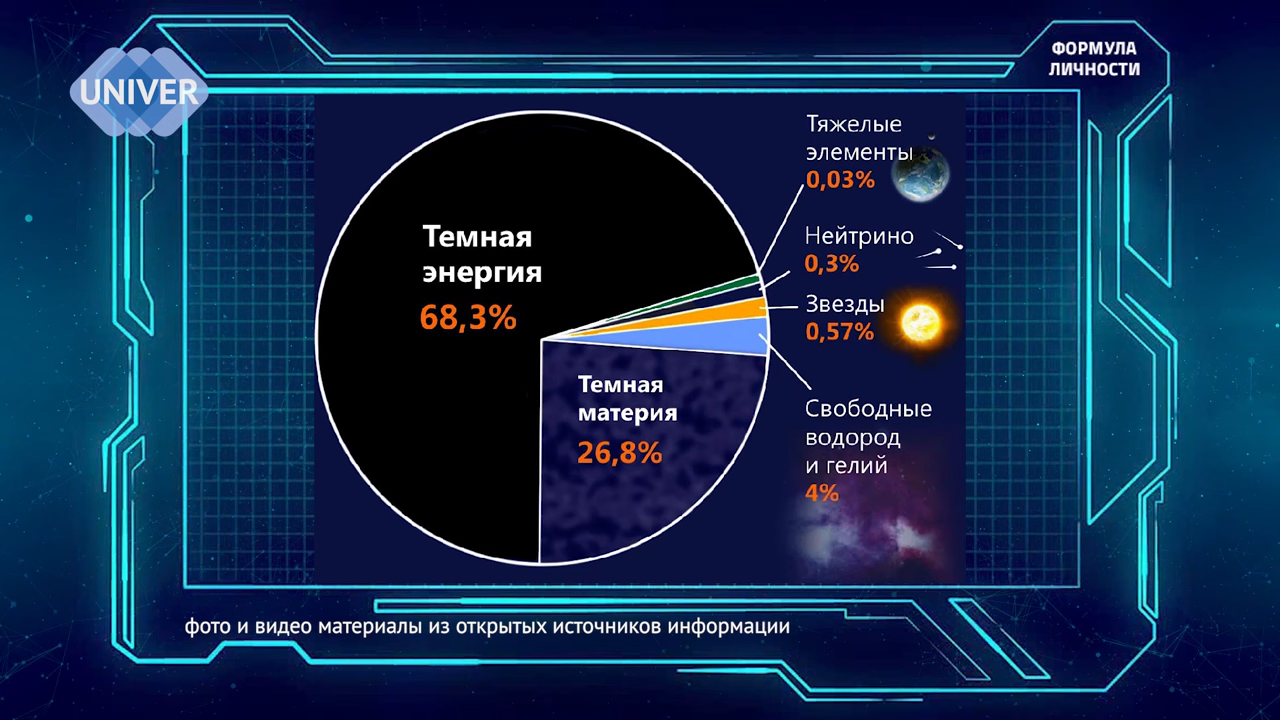 UNIVER
ФОРМУЛА
ЛИЧНОСТИ
Темная
энергия
68,3%
Темная
материя
26,8%
Тяжелые
элементы
0,03%
Нейтрино
0,3%
Звезды
0,57%
Свободные
водород
и гелий
4%
фото и видео материалы из открытых источников информации